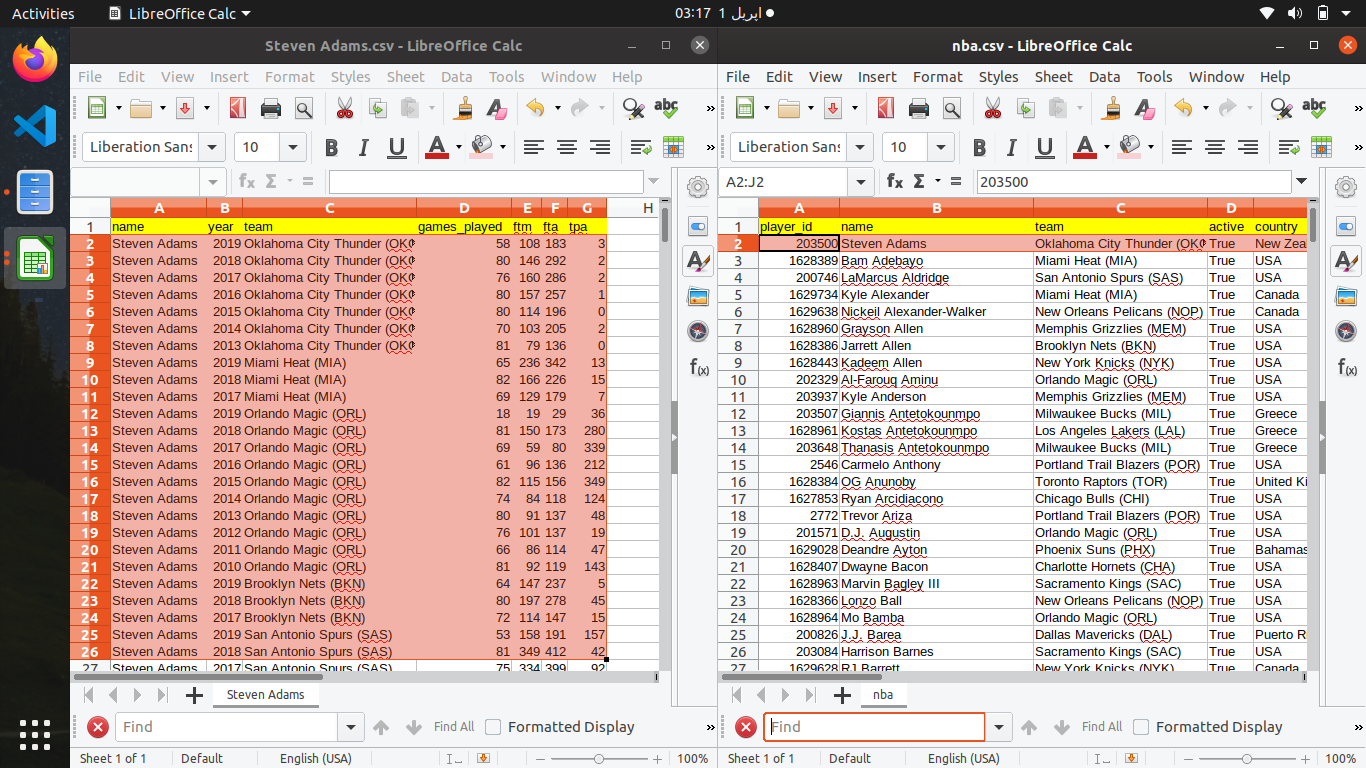 Activities LibreOffice Calc 03:17 1 اپریل
Steven Adams.csv - LibreOffice Calc
File Edit View Insert Format Styles Sheet Data Tools Window Help
Liberation Sans 10
A B C D E F G H
1 name year team games_played ftm fta tpa
2 Steven Adams 2019 Oklahoma City Thunder (OKC 58 108 183 3
3 Steven Adams 2018 Oklahoma City Thunder (OKC 80 146 292 2
4 Steven Adams 2017 Oklahoma City Thunder (OKC 76 160 286 2
5 Steven Adams 2016 Oklahoma City Thunder (OKC 80 157 257 1
6 Steven Adams 2015 Oklahoma City Thunder (OKC 80 114 196 0
7 Steven Adams 2014 Oklahoma City Thunder (OKC 70 103 205 2
8 Steven Adams 2013 Oklahoma City Thunder (OKC 81 79 136 0
9 Steven Adams 2019 Miami Heat (MIA) 65 236 342 13
10 Steven Adams 2018 Miami Heat (MIA) 82 166 226 15
11 Steven Adams 2017 Miami Heat (MIA) 69 129 179 7
12 Steven Adams 2019 Orlando Magic (ORL) 18 19 29 36
13 Steven Adams 2018 Orlando Magic (ORL) 81 150 173 280
14 Steven Adams 2017 Orlando Magic (ORL) 69 59 80 339
15 Steven Adams 2016 Orlando Magic (ORL) 61 96 136 212
16 Steven Adams 2015 Orlando Magic (ORL) 82 115 156 349
17 Steven Adams 2014 Orlando Magic (ORL) 74 84 118 124
18 Steven Adams 2013 Orlando Magic (ORL) 80 91 137 48
19 Steven Adams 2012 Orlando Magic (ORL) 76 101 137 19
20 Steven Adams 2011 Orlando Magic (ORL) 66 86 114 47
21 Steven Adams 2010 Orlando Magic (ORL) 81 92 119 143
22 Steven Adams 2019 Brooklyn Nets (BKN) 64 147 237 5
23 Steven Adams 2018 Brooklyn Nets (BKN) 80 197 278 45
24 Steven Adams 2017 Brooklyn Nets (BKN) 72 114 147 15
25 Steven Adams 2019 San Antonio Spurs (SAS) 53 158 191 157
26 Steven Adams 2018 San Antonio Spurs (SAS) 81 349 412 42
27 Steven Adams 2017 San Antonio Spurs (SAS) 75 334 399 92
Steven Adams
Find Find All Formatted Display
Sheet 1 of 1 Default English (USA) 100%
nba.csv - LibreOffice Calc
File Edit View Insert Format Styles Sheet Data Tools Window Help
Liberation Sans 10
A2:J2 203500
A B C D
1 player_id name team active country
2 203500 Steven Adams Oklahoma City Thunder (OKC True New Zea
3 1628389 Bam Adebayo Miami Heat (MIA) True USA
4 200746 LaMarcus Aldridge San Antonio Spurs (SAS) True USA
5 1629734 Kyle Alexander Miami Heat (MIA) True Canada
6 1629638 Nickeil Alexander-Walker New Orleans Pelicans (NOP) True Canada
7 1628960 Grayson Allen Memphis Grizzlies (MEM) True USA
8 1628386 Jarrett Allen Brooklyn Nets (BKN) True USA
9 1628443 Kadeem Allen New York Knicks (NYK) True USA
10 202329 Al-Farouq Aminu Orlando Magic (ORL) True USA
11 203937 Kyle Anderson Memphis Grizzlies (MEM) True USA
12 203507 Giannis Antetokounmpo Milwaukee Bucks (MIL) True Greece
13 1628961 Kostas Antetokounmpo Los Angeles Lakers (LAL) True Greece
14 203648 Thanasis Antetokounmpo Milwaukee Bucks (MIL) True Greece
15 2546 Carmelo Anthony Portland Trail Blazers (POR) True USA
16 1628384 OG Anunoby Toronto Raptors (TOR) True United Ki
17 1627853 Ryan Arcidiacono Chicago Bulls (CHI) True USA
18 2772 Trevor Ariza Portland Trail Blazers (POR) True USA
19 201571 D.J. Augustin Orlando Magic (ORL) True USA
20 1629028 Deandre Ayton Phoenix Suns (PHX) True Bahamas
21 1628407 Dwayne Bacon Charlotte Hornets (CHA) True USA
22 1628963 Marvin Bagley III Sacramento Kings (SAC) True USA
23 1628366 Lonzo Ball New Orleans Pelicans (NOP) True USA
24 1628964 Mo Bamba Orlando Magic (ORL) True USA
25 200826 J.J. Barea Dallas Mavericks (DAL) True Puerto R
26 203084 Harrison Barnes Sacramento Kings (SAC) True USA
27 1629628 RJ Barrett New York Knicks (NYK) True Canada
nba
Find Find All Formatted Display
Sheet 1 of 1 Default English (USA) 100%